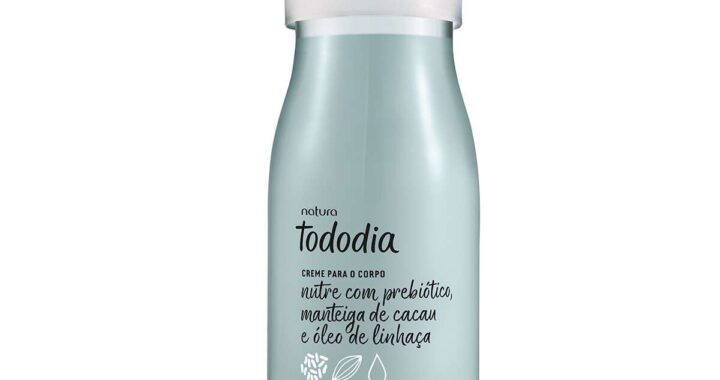 natura
tododia
CREME PARA O CORPO
nutre com prebiótico,
manteiga de cacau
e óleo de linhaça